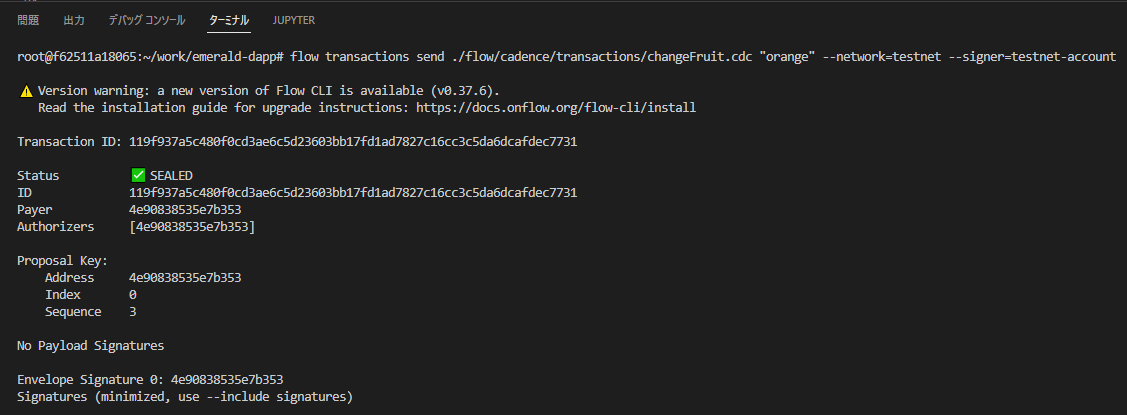 問題 出力 デバッグ コンソール ターミナル JUPYTER
root@f62511a18065:~/work/emerald-dapp# flow transactions send ./flow/cadence/transactions/changeFruit.cdc "orange" --network=testnet --signer=testnet-account
⚠️ Version warning: a new version of Flow CLI is available (v0.37.6).
Read the installation guide for upgrade instructions: https://docs.onflow.org/flow-cli/install
Transaction ID: 119f937a5c480f0cd3ae6c5d23603bb17fd1ad7827c16cc3c5da6dcafdec7731
Status ✅ SEALED
ID 119f937a5c480f0cd3ae6c5d23603bb17fd1ad7827c16cc3c5da6dcafdec7731
Payer 4e90838535e7b353
Authorizers [4e90838535e7b353]
Proposal Key:
Address 4e90838535e7b353
Index 0
Sequence 3
No Payload Signatures
Envelope Signature 0: 4e90838535e7b353
Signatures (minimized, use --include signatures)